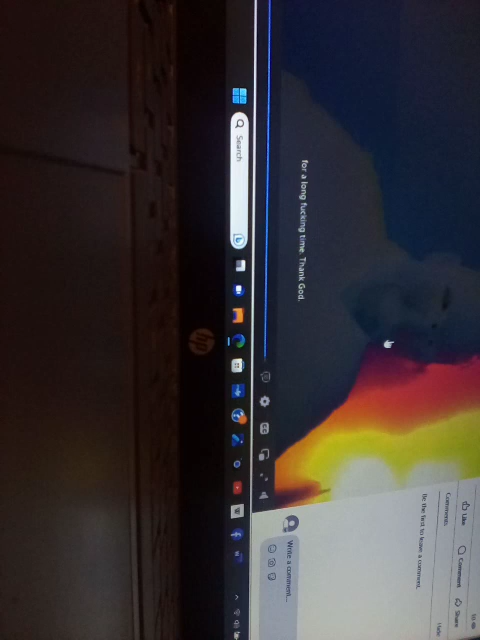 for a long fucking time. Thank God.
Like
Comment
Share
Comments
Be the first to leave a comment.
Write a comment...
Search
hp